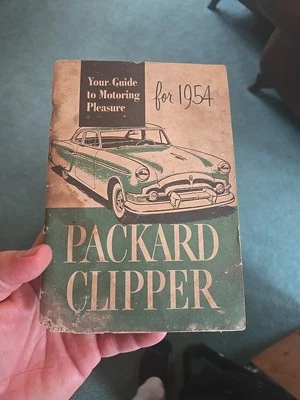 Your Guide
to Motoring
Pleasure
for 1954
PACKARD
CLIPPER